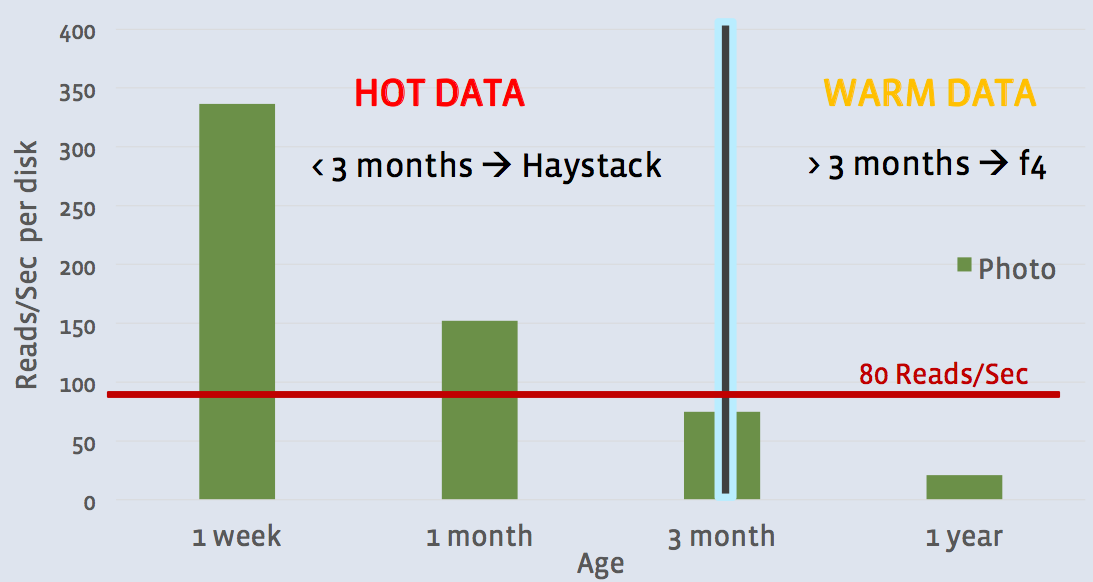 400
350
300
250
200
150
100
50
0
Reads/Sec per disk
HOT DATA
< 3 months → Haystack
WARM DATA
> 3 months → f4
Photo
80 Reads/Sec
1 week
1 month
3 month
1 year
Age